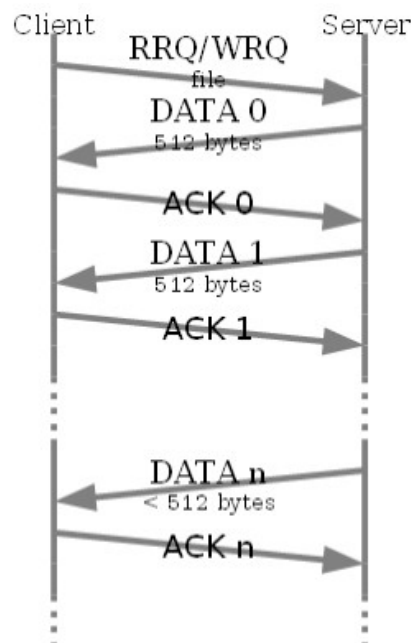 Client Server
RRQ/WRQ
file
DATA 0
512 bytes
ACK 0
DATA 1
512 bytes
ACK 1
DATA n
< 512 bytes
ACK n